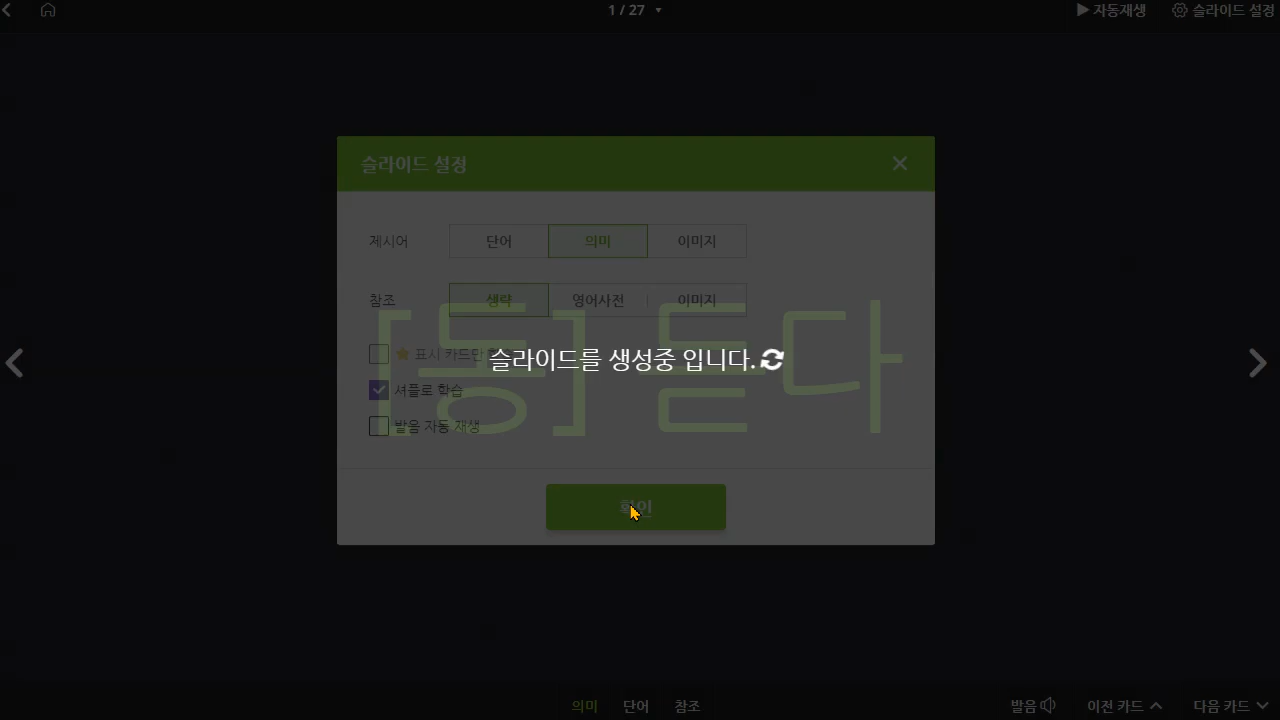 1 / 27
자동재생
슬라이드 설정
슬라이드 설정
제시어 단어 의미 이미지
참조 생략 영어사전 이미지
표시 카드만
슬라이드를 생성중 입니다.
셔플로 학습
발음 자동 재생
[동] 듣다
확인
의미 단어 참조
발음 이전 카드 다음 카드